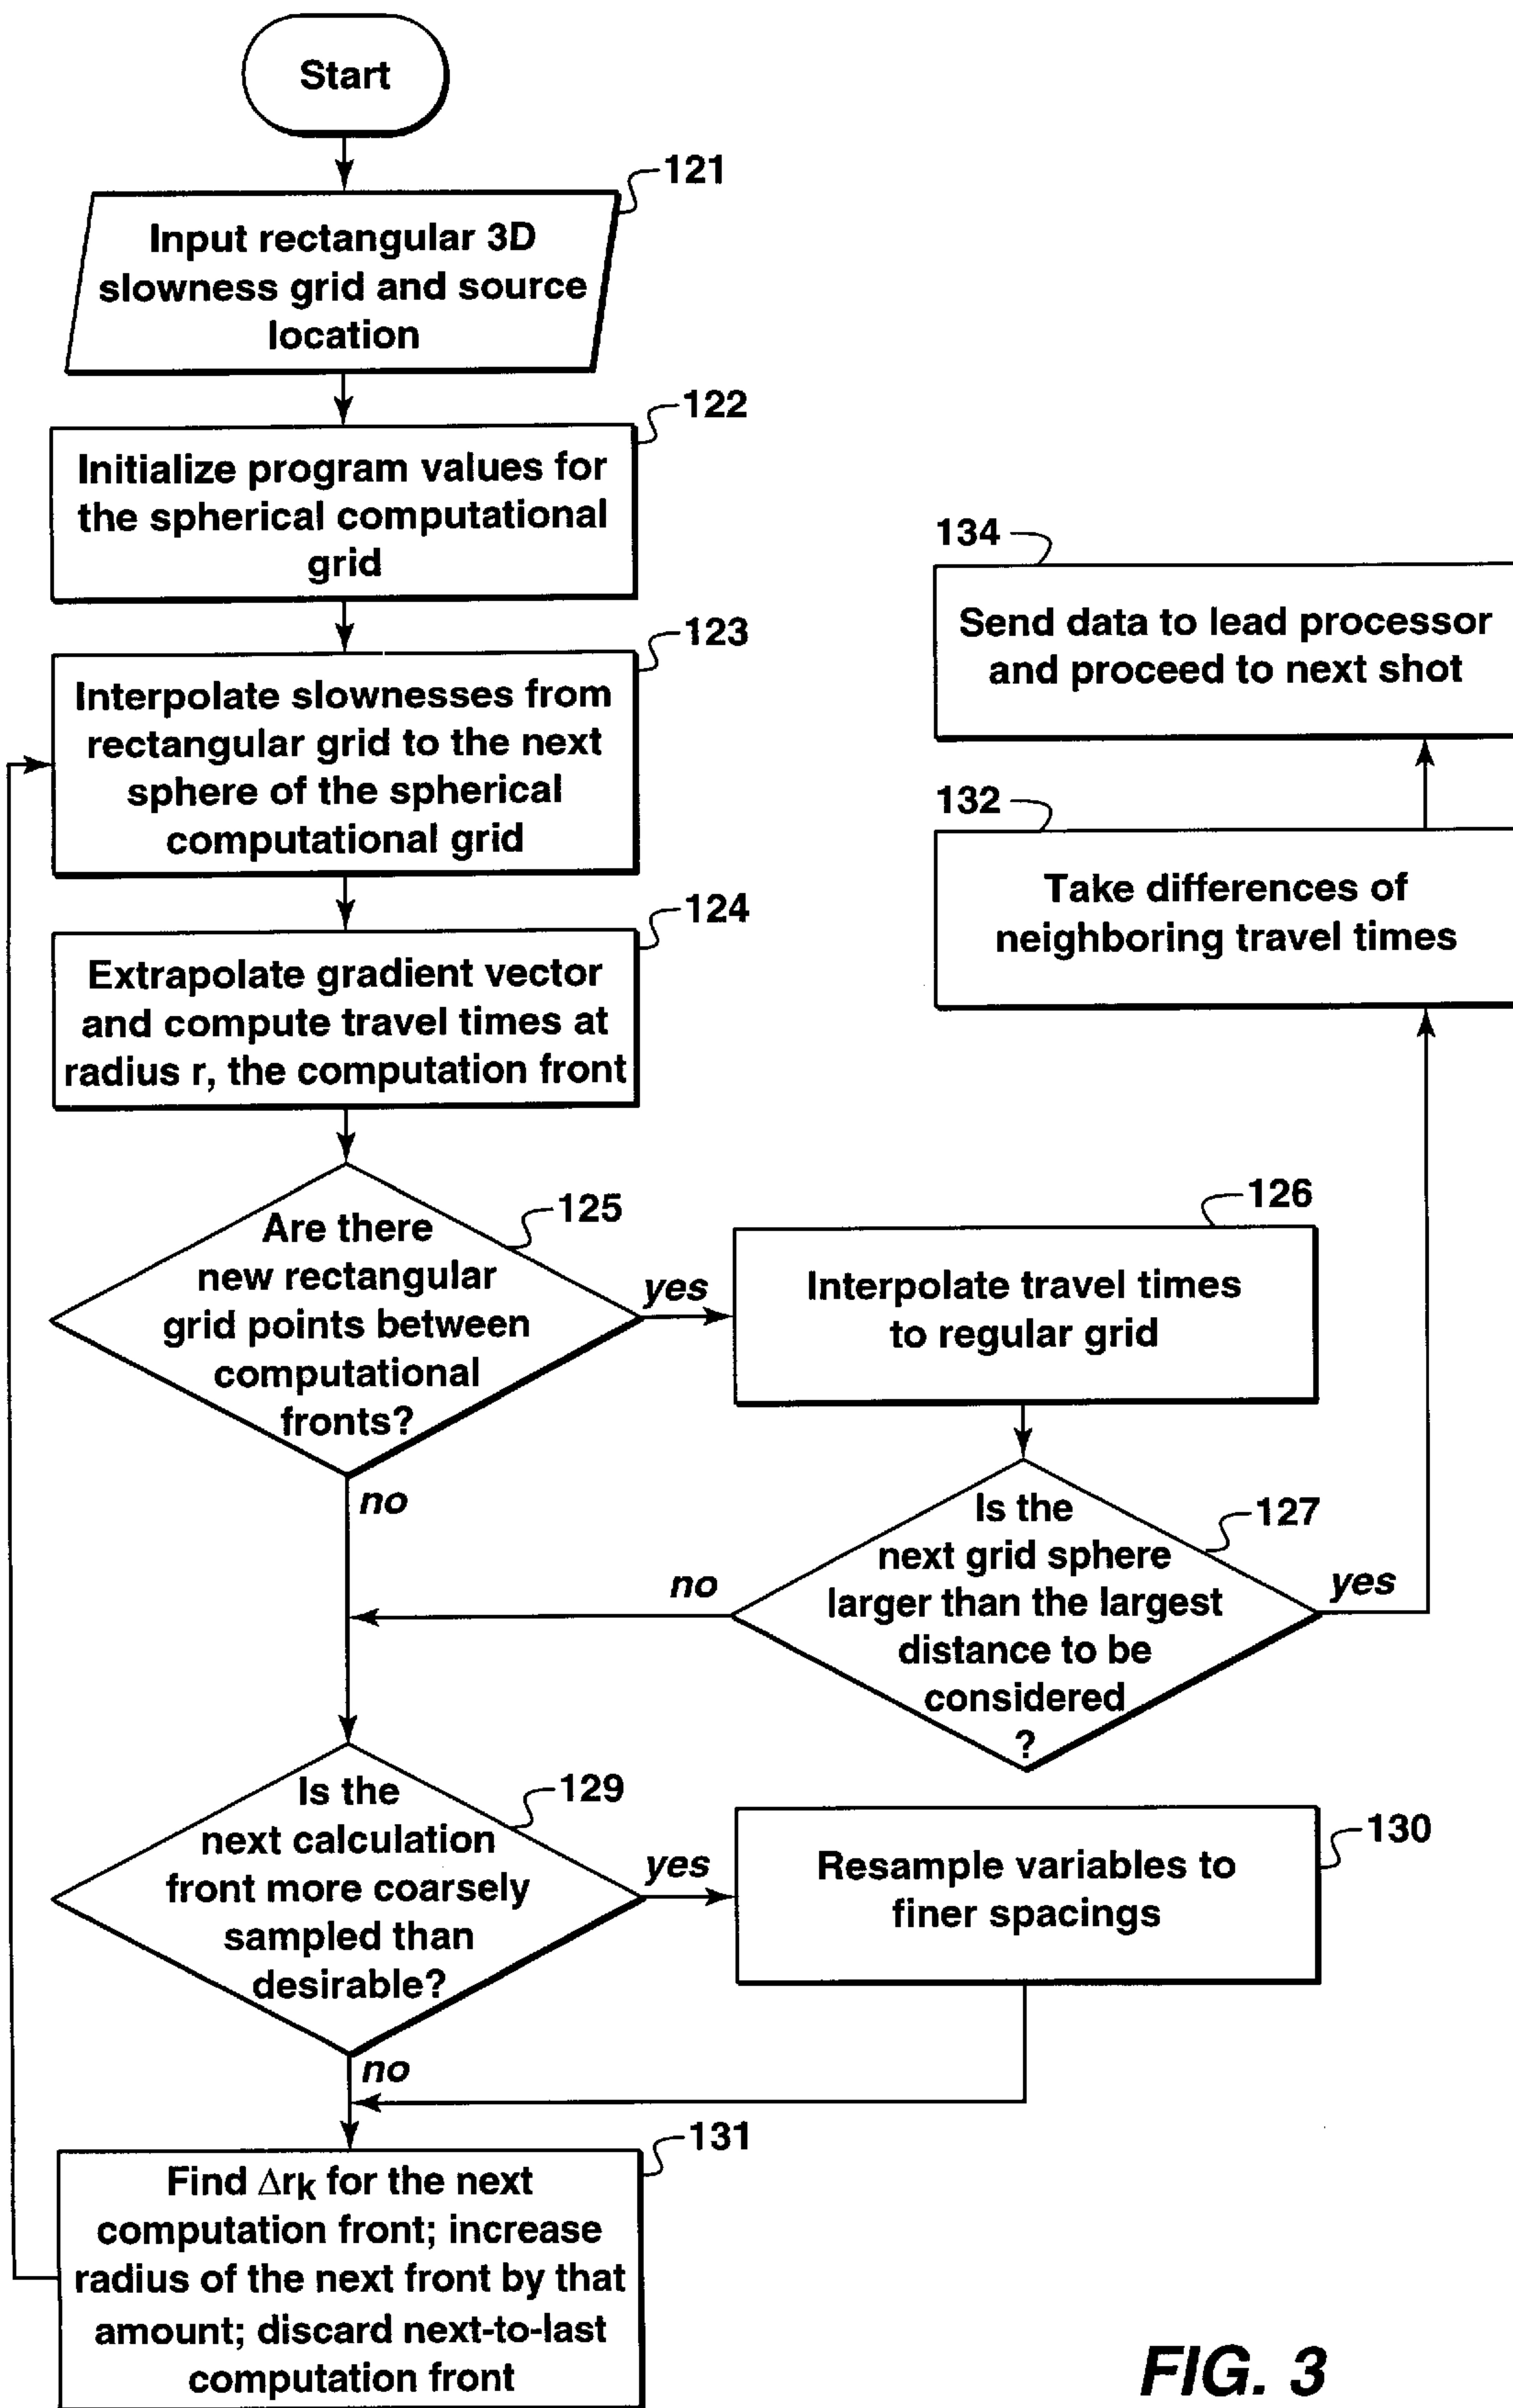 Start
121
Input rectangular 3D
slowness grid and source
location
122
Initialize program values for
the spherical computational
grid
123
Interpolate slownesses from
rectangular grid to the next
sphere of the spherical
computational grid
124
Extrapolate gradient vector
and compute travel times at
radius r, the computation front
125
Are there
new rectangular
grid points between
computational
fronts?
yes
no
126
Interpolate travel times
to regular grid
127
Is the
next grid sphere
larger than the largest
distance to be
considered
?
no
yes
132
Take differences of
neighboring travel times
134
Send data to lead processor
and proceed to next shot
129
Is the
next calculation
front more coarsely
sampled than
desirable?
yes
no
130
Resample variables to
finer spacings
131
Find Δrk for the next
computation front; increase
radius of the next front by that
amount; discard next-to-last
computation front
FIG. 3